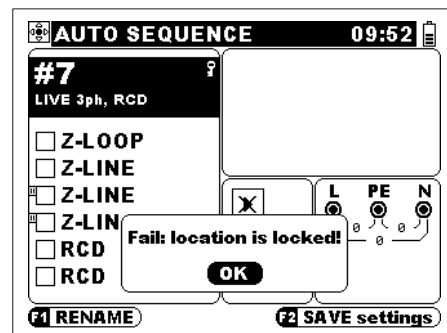 AUTO SEQUENCE 09:52
#7
LIVE 3ph, RCD
Z-LOOP
Z-LINE
Z-LINE
Z-LIN
RCD
RCD
L PE N
0 0
0
Fail: location is locked!
OK
F1 RENAME
F2 SAVE settings